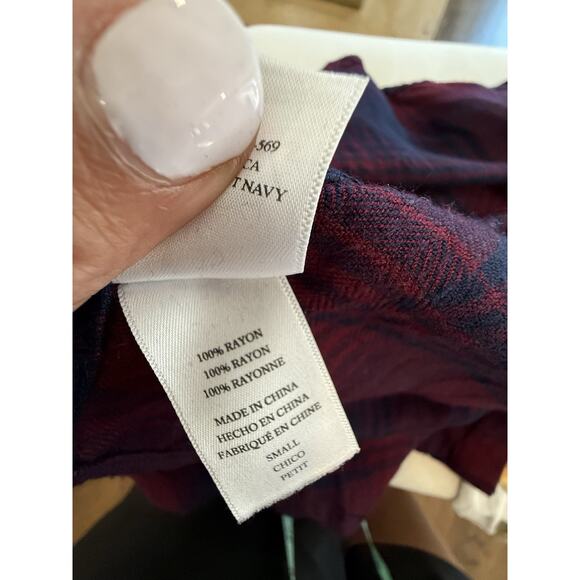 -569
CA
T NAVY
100% RAYON
100% RAYON
100% RAYONNE
MADE IN CHINA
HECHO EN CHINA
FABRIQUÉ EN CHINE
SMALL
CHICO
PETIT